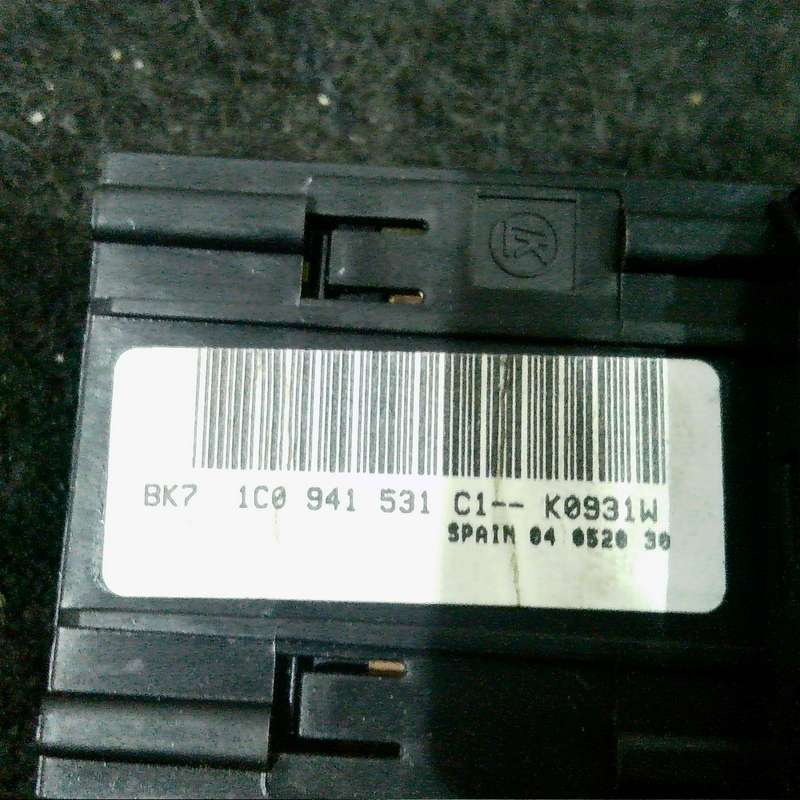 BK7 1C0 941 531 C1-- K0931W
SPAIN 04 0520 30